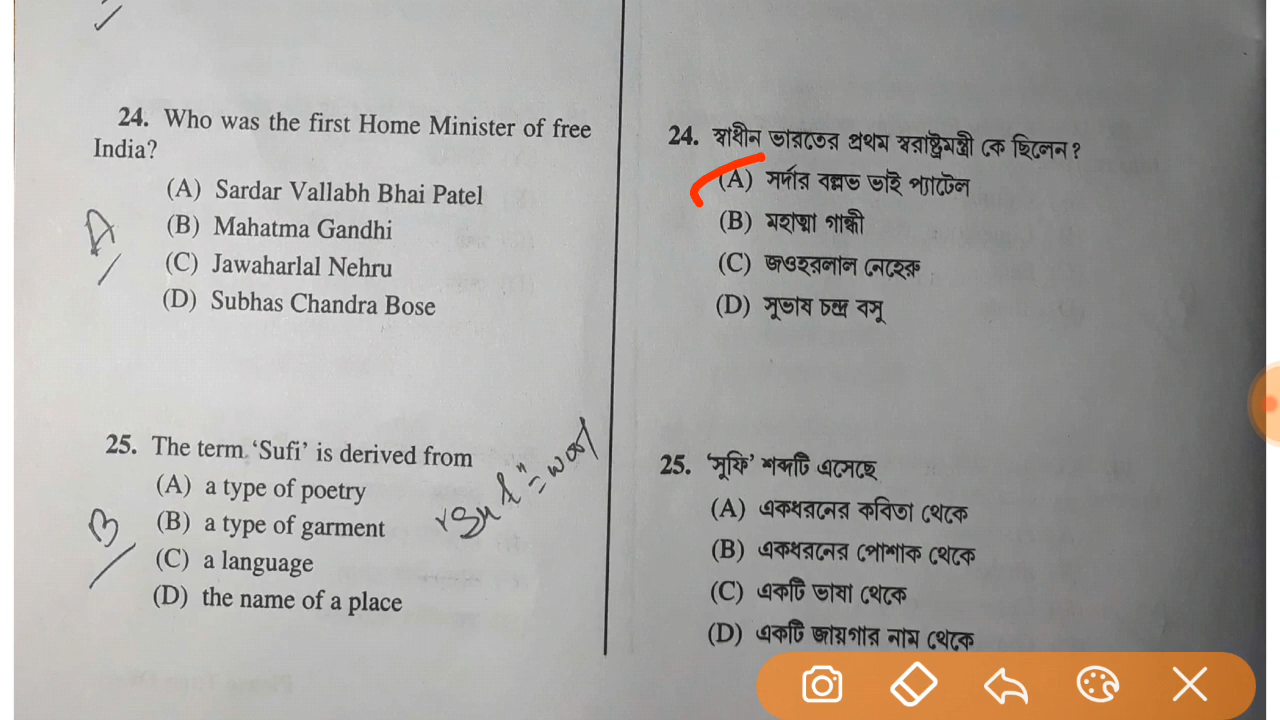 24. Who was the first Home Minister of free
India?
(A) Sardar Vallabh Bhai Patel
(B) Mahatma Gandhi
(C) Jawaharlal Nehru
(D) Subhas Chandra Bose
A
25. The term 'Sufi' is derived from
(A) a type of poetry
(B) a type of garment
(C) a language
(D) the name of a place
B
"Suf" = wool
24. স্বাধীন ভারতের প্রথম স্বরাষ্ট্রমন্ত্রী কে ছিলেন ?
(A) সর্দার বল্লভ ভাই প্যাটেল
(B) মহাত্মা গান্ধী
(C) জওহরলাল নেহেরু
(D) সুভাষ চন্দ্র বসু
25. 'সুফি' শব্দটি এসেছে
(A) একধরনের কবিতা থেকে
(B) একধরনের পোশাক থেকে
(C) একটি ভাষা থেকে
(D) একটি জায়গার নাম থেকে